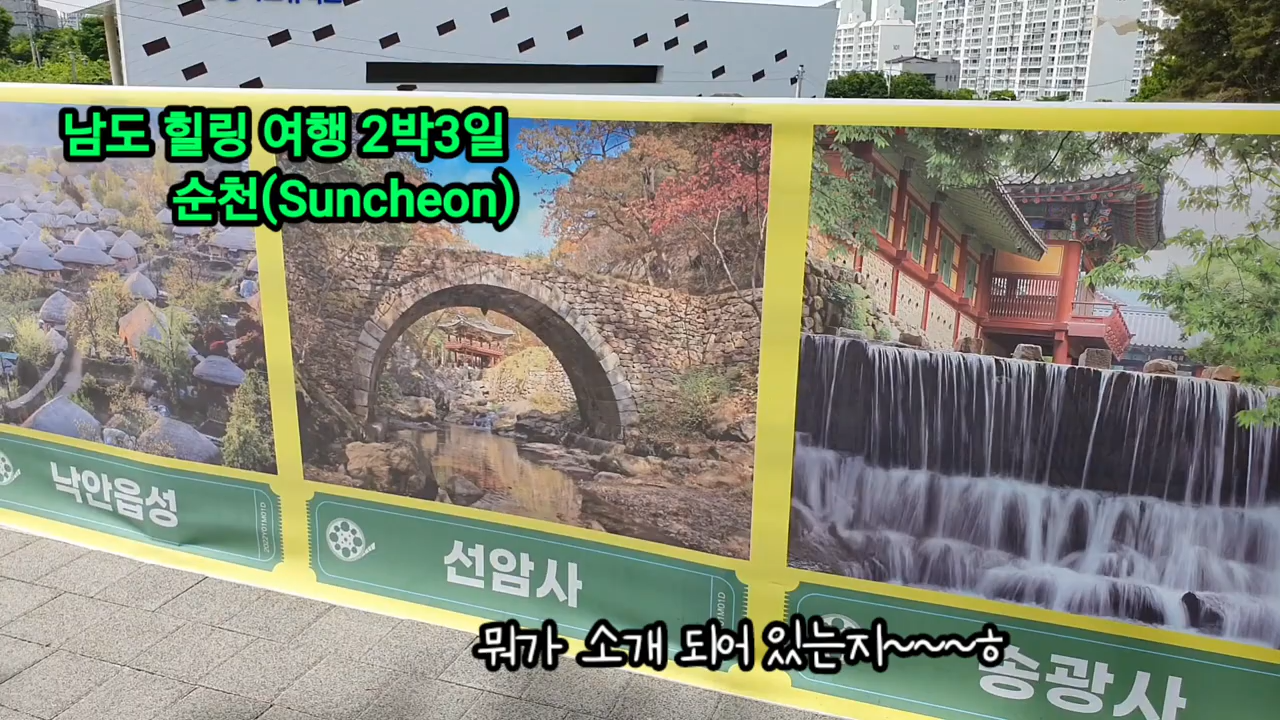 남도 힐링 여행 2박3일
순천(Suncheon)
낙안읍성
선암사
송광사
뭐가 소개 되어 있는지~~~ㅎ